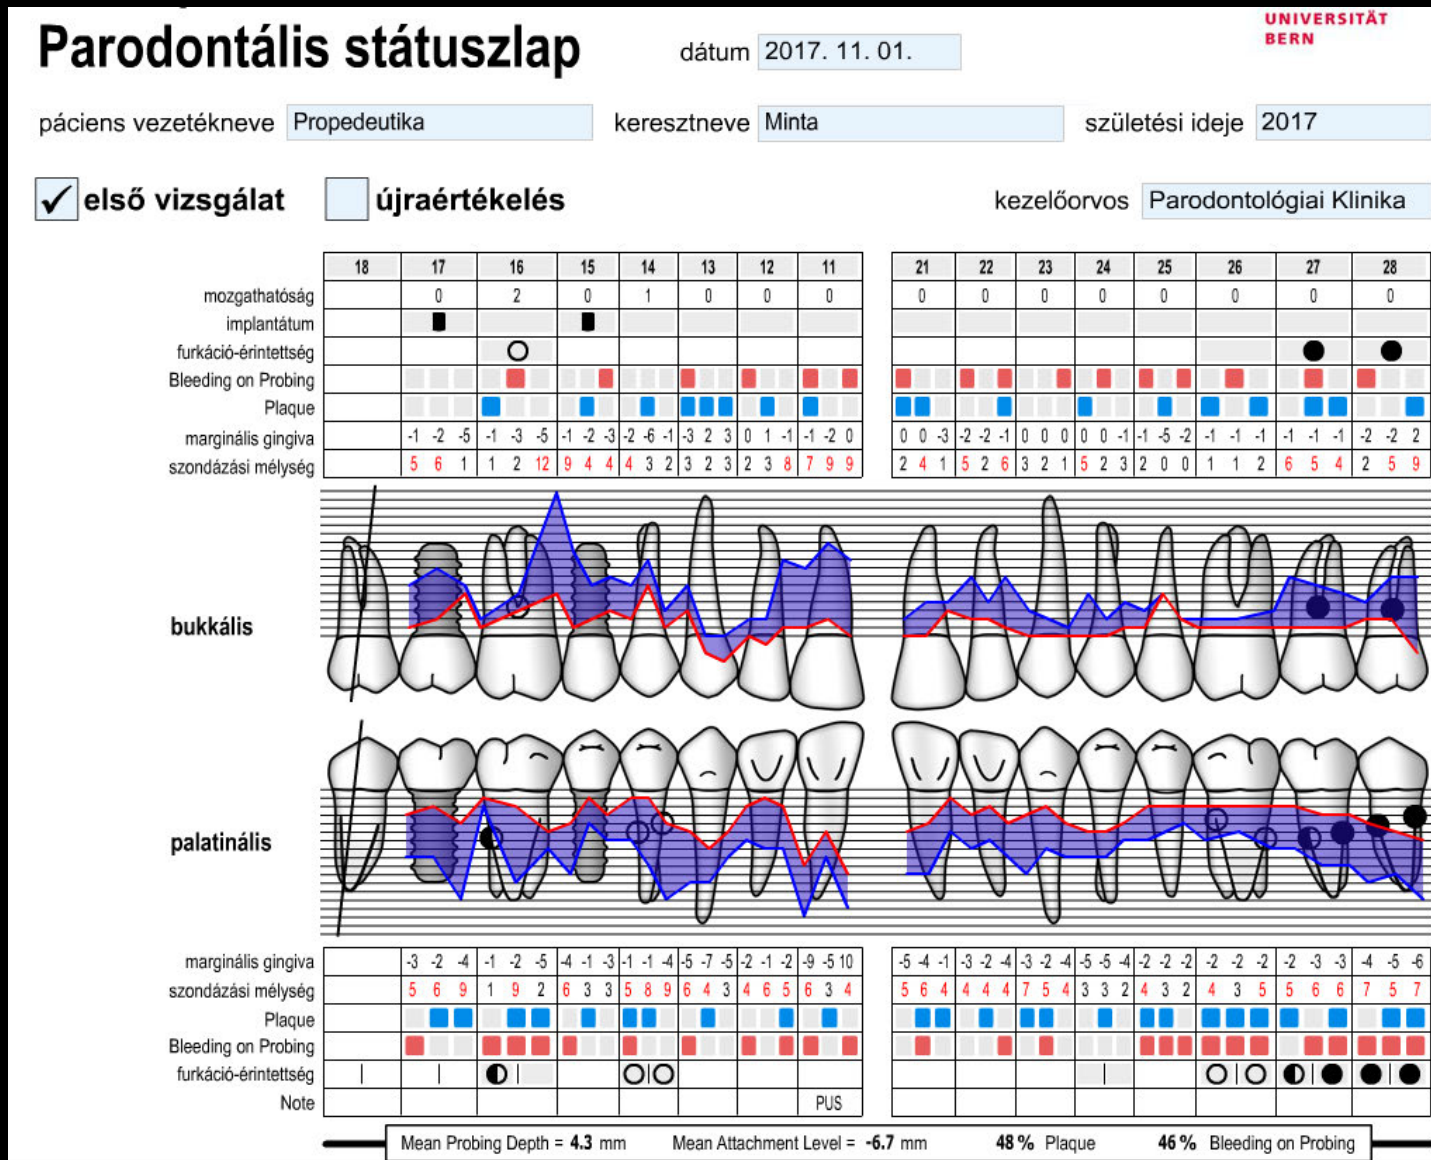 UNIVERSITÄT
BERN
Parodontális státuszlap dátum 2017. 11. 01.
páciens vezetékneve Propedeutika keresztneve Minta születési ideje 2017
első vizsgálat újraértékelés kezelőorvos Parodontológiai Klinika
18 17 16 15 14 13 12 11 21 22 23 24 25 26 27 28
mozgathatóság 0 2 0 1 0 0 0 0 0 0 0 0 0 0 0
implantátum
furkáció-érintettség
Bleeding on Probing
Plaque
marginális gingiva -1 -2 -5 -1 -3 -5 -1 -2 -3 -2 -6 -1 -3 2 3 0 1 -1 -1 -2 0 0 0 -3 -2 -2 -1 0 0 0 0 0 -1 -1 -5 -2 -1 -1 -1 -1 -1 -1 -2 -2 2
szondázási mélység 5 6 1 1 2 12 9 4 4 4 3 2 3 2 3 2 3 8 7 9 9 2 4 1 5 2 6 3 2 1 5 2 3 2 0 0 1 1 2 6 5 4 2 5 9
bukkális
palatinális
marginális gingiva -3 -2 -4 -1 -2 -5 -4 -1 -3 -1 -1 -4 -5 -7 -5 -2 -1 -2 -9 -5 10 -5 -4 -1 -3 -2 -4 -3 -2 -4 -5 -5 -4 -2 -2 -2 -2 -2 -2 -2 -3 -3 -4 -5 -6
szondázási mélység 5 6 9 1 9 2 6 3 3 5 8 9 6 4 3 4 6 5 6 3 4 5 6 4 4 4 4 7 5 4 3 3 2 4 3 2 4 3 5 5 6 6 7 5 7
Plaque
Bleeding on Probing
furkáció-érintettség
Note PUS
Mean Probing Depth = 4.3 mm Mean Attachment Level = -6.7 mm 48 % Plaque 46 % Bleeding on Probing